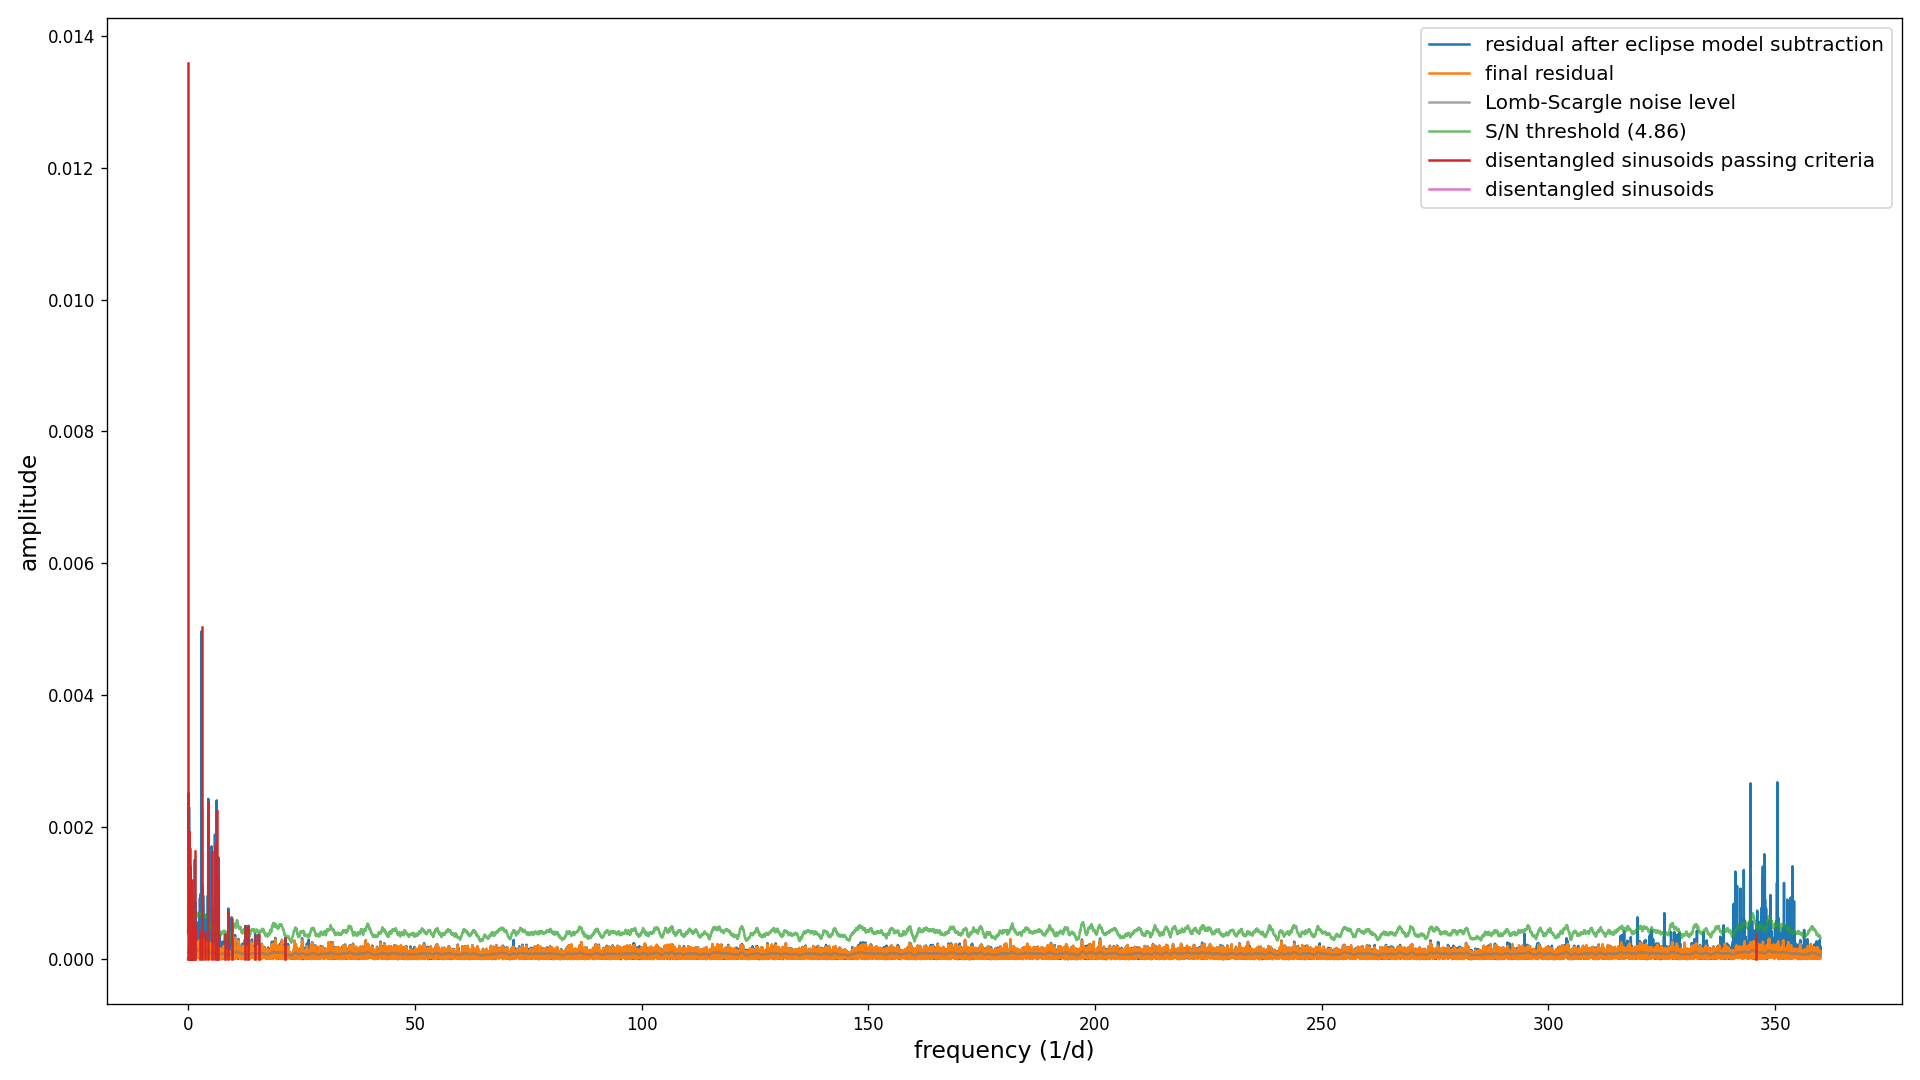 0.014
0.012
0.010
0.008
0.006
0.004
0.002
0.000
amplitude
residual after eclipse model subtraction
final residual
Lomb-Scargle noise level
S/N threshold (4.86)
disentangled sinusoids passing criteria
disentangled sinusoids
0 50 100 150 200 250 300 350
frequency (1/d)